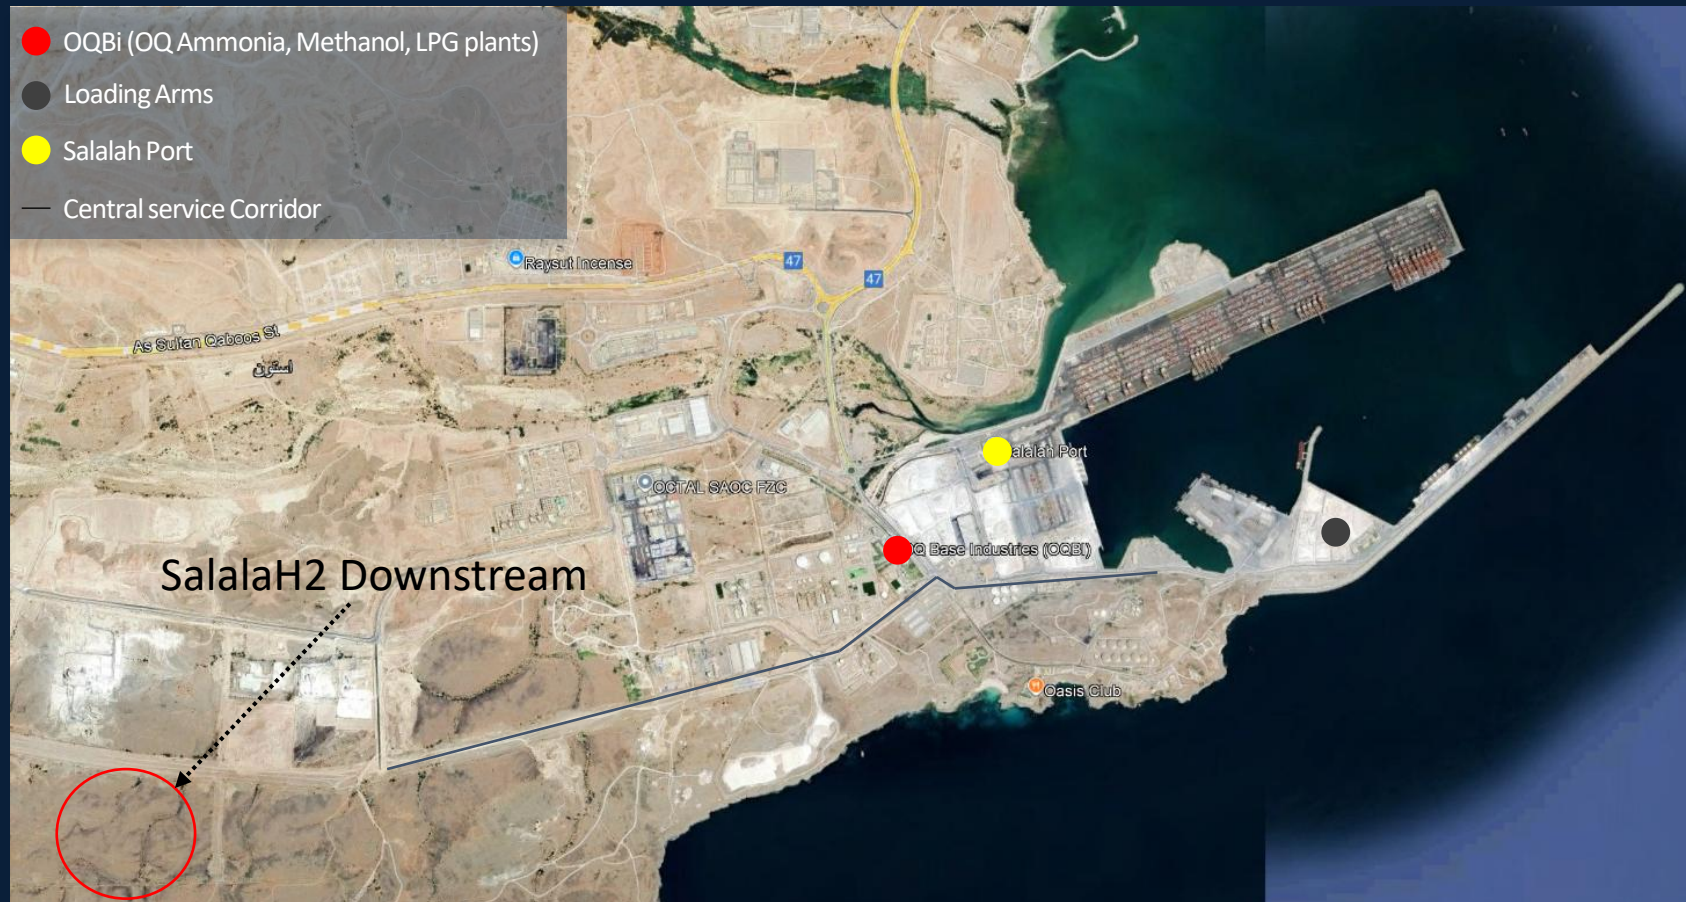 OQBi (OQ Ammonia, Methanol, LPG plants)
Loading Arms
Salalah Port
Central service Corridor
Raysut Incense
47
47
As Sultan Qaboos St
استون
OCTAL SAOC FZC
alalah Port
Q Base Industries (OQBI)
SalalaH2 Downstream
Oasis Club